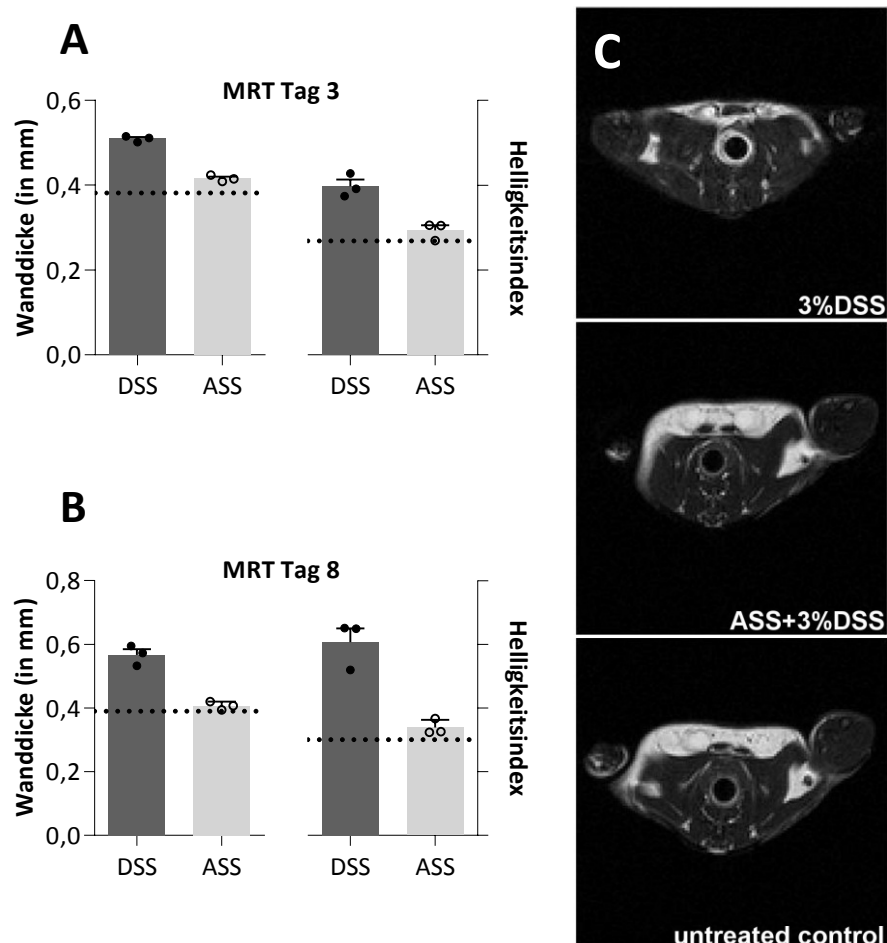 A
MRT Tag 3
Wanddicke (in mm)
0,6
0,4
0,2
0,0
DSS
ASS
DSS
ASS
Helligkeitsindex
B
MRT Tag 8
Wanddicke (in mm)
0,8
0,6
0,4
0,2
0,0
DSS
ASS
DSS
ASS
Helligkeitsindex
C
3%DSS
ASS+3%DSS
untreated control